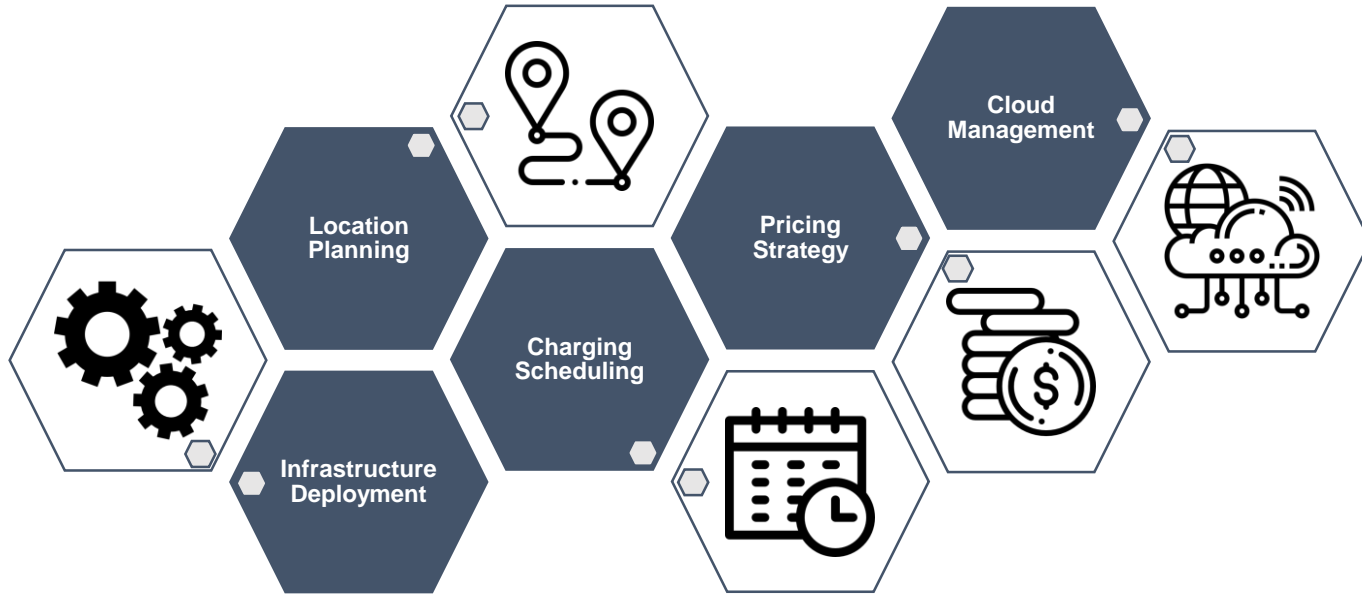 Cloud
Management
Location
Planning
Pricing
Strategy
Charging
Scheduling
Infrastructure
Deployment
$